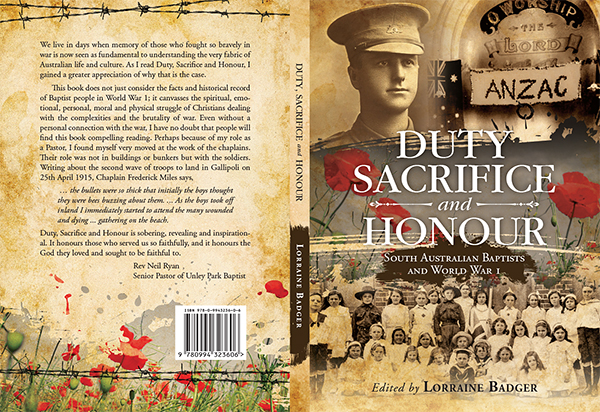 We live in days when memory of those who fought so bravely in
war is now seen as fundamental to understanding the very fabric of
Australian life and culture. As I read Duty, Sacrifice and Honour, I
gained a greater appreciation of why that is the case.
This book does not just consider the facts and historical record
of Baptist people in World War 1; it canvasses the spiritual, emo-
tional, personal, moral and physical struggle of Christians dealing
with the complexities and the brutality of war. Even without a
personal connection with the war, I have no doubt that people will
find this book compelling reading. Perhaps because of my role as
a Pastor, I found myself very moved at the work of the chaplains.
Their role was not in buildings or bunkers but with the soldiers.
Writing about the second wave of troops to land in Gallipoli on
25th April 1915, Chaplain Frederick Miles says,
... the bullets were so thick that initially the boys thought
they were bees buzzing about them. ... As the boys took off
inland I immediately started to attend the many wounded
and dying ... gathering on the beach.
Duty, Sacrifice and Honour is sobering, revealing and inspiration-
al. It honours those who served us so faithfully, and it honours the
God they loved and sought to be faithful to.
Rev Neil Ryan
Senior Pastor of Unley Park Baptist
ISBN 978-0-9943236-0-6
9 780994 323606 >
DUTY, SACRIFICE and HONOUR
LORRAINE BADGER
O WORSHIP
THE
LORD
ANZAC
DUTY
SACRIFICE
and
HONOUR
SOUTH AUSTRALIAN BAPTISTS
AND WORLD WAR 1
Edited by LORRAINE BADGER